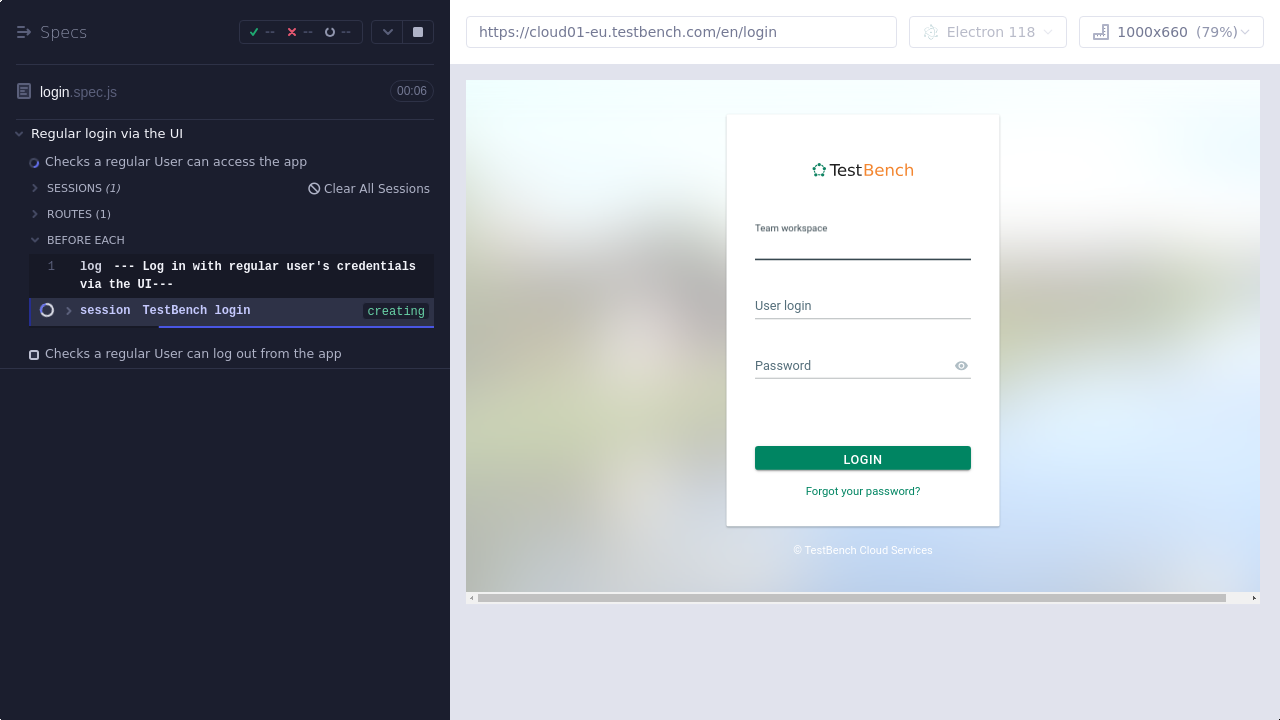 Specs
--
--
--
https://cloud01-eu.testbench.com/en/login
Electron 118
1000x660 (79%)
login.spec.js
00:06
Regular login via the UI
Checks a regular User can access the app
SESSIONS (1)
Clear All Sessions
ROUTES (1)
BEFORE EACH
1 log --- Log in with regular user's credentials
via the UI---
session TestBench login creating
Checks a regular User can log out from the app
TestBench
Team workspace
User login
Password
LOGIN
Forgot your password?
© TestBench Cloud Services